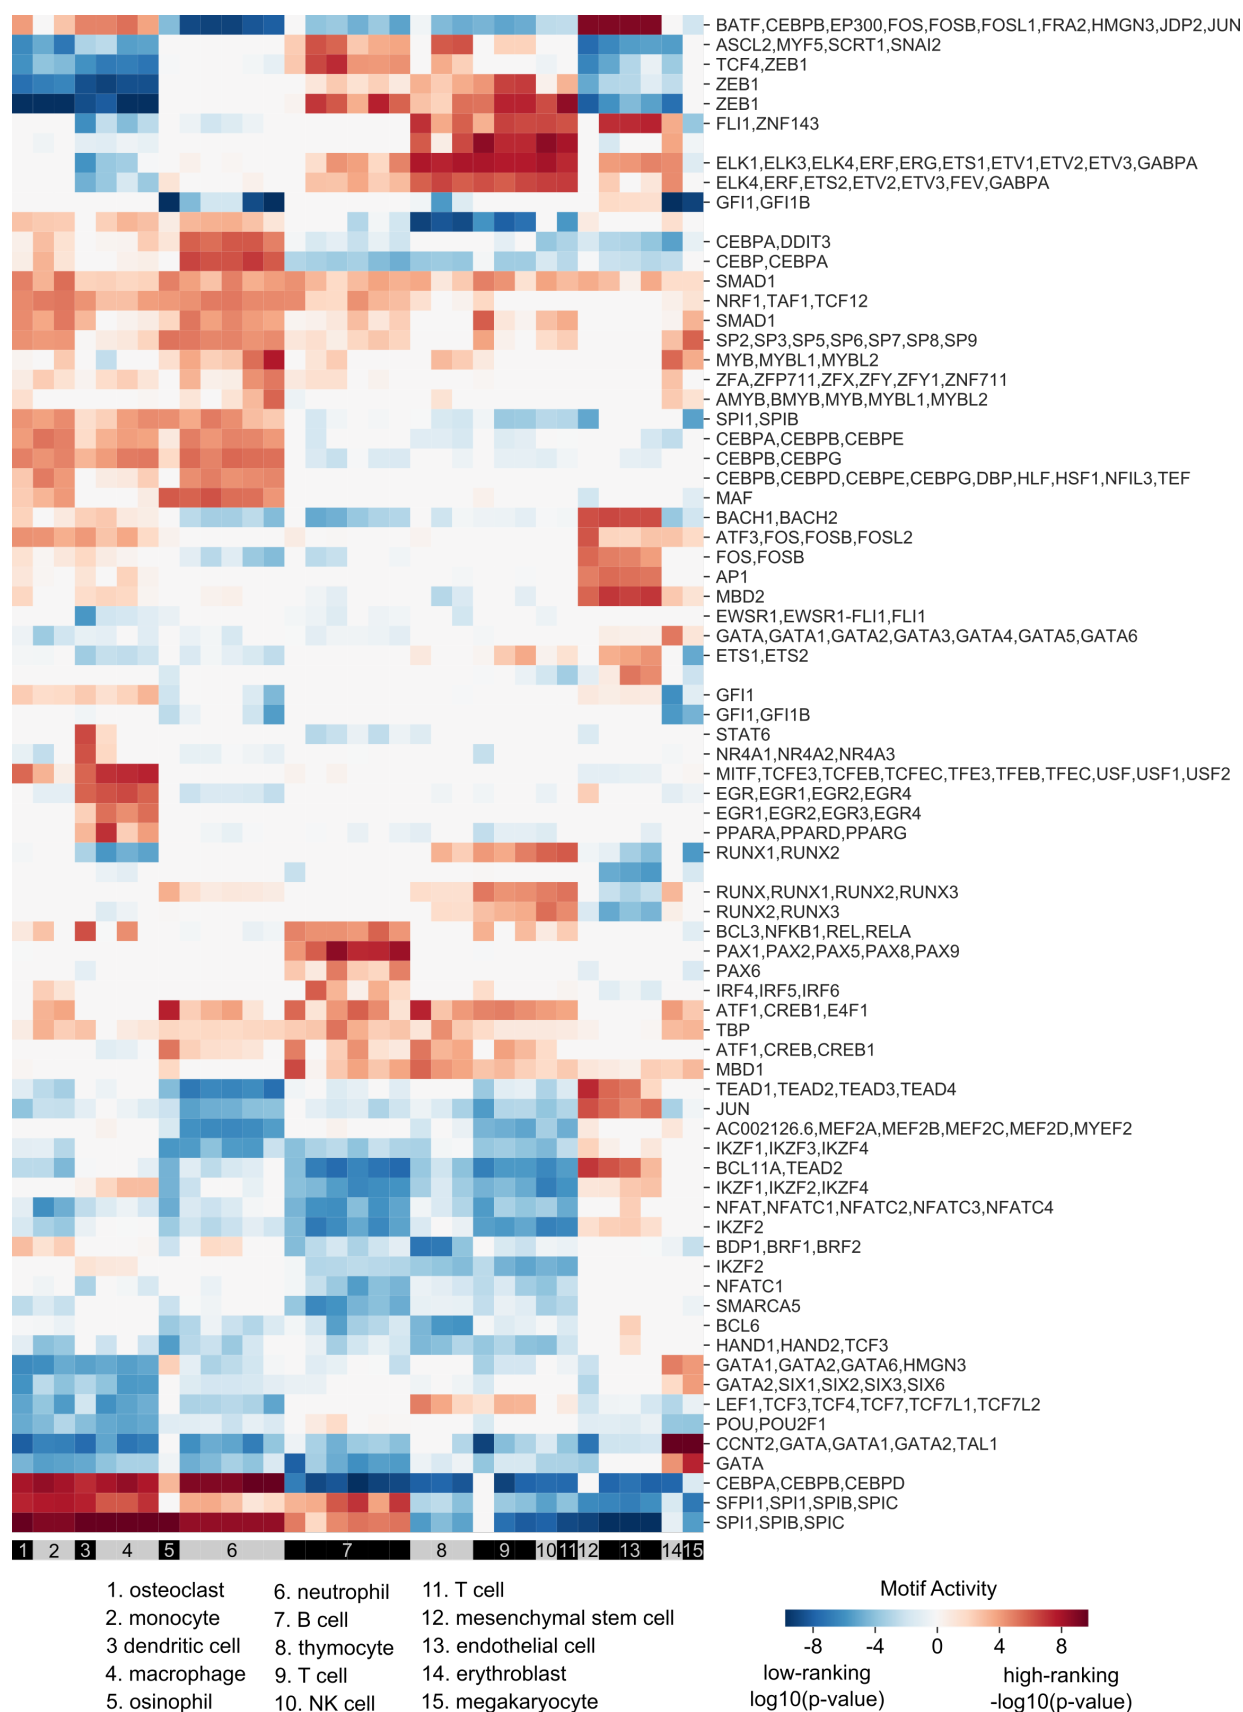 BATF,CEBPB,EP300,FOS,FOSB,FOSL1,FRA2,HMGN3,JDP2,JUN
ASCL2,MYF5,SCRT1,SNAI2
TCF4,ZEB1
ZEB1
ZEB1
FLI1,ZNF143
ELK1,ELK3,ELK4,ERF,ERG,ETS1,ETV1,ETV2,ETV3,GABPA
ELK4,ERF,ETS2,ETV2,ETV3,FEV,GABPA
GFI1,GFI1B
CEBPA,DDIT3
CEBP,CEBPA
SMAD1
NRF1,TAF1,TCF12
SMAD1
SP2,SP3,SP5,SP6,SP7,SP8,SP9
MYB,MYBL1,MYBL2
ZFA,ZFP711,ZFX,ZFY,ZFY1,ZNF711
AMYB,BMYB,MYB,MYBL1,MYBL2
SPI1,SPIB
CEBPA,CEBPB,CEBPE
CEBPB,CEBPG
CEBPB,CEBPD,CEBPE,CEBPG,DBP,HLF,HSF1,NFIL3,TEF
MAF
BACH1,BACH2
ATF3,FOS,FOSB,FOSL2
FOS,FOSB
AP1
MBD2
EWSR1,EWSR1-FLI1,FLI1
GATA,GATA1,GATA2,GATA3,GATA4,GATA5,GATA6
ETS1,ETS2
GFI1
GFI1,GFI1B
STAT6
NR4A1,NR4A2,NR4A3
MITF,TCFE3,TCFEB,TCFEC,TFE3,TFEB,TFEC,USF,USF1,USF2
EGR,EGR1,EGR2,EGR4
EGR1,EGR2,EGR3,EGR4
PPARA,PPARD,PPARG
RUNX1,RUNX2
RUNX,RUNX1,RUNX2,RUNX3
RUNX2,RUNX3
BCL3,NFKB1,REL,RELA
PAX1,PAX2,PAX5,PAX8,PAX9
PAX6
IRF4,IRF5,IRF6
ATF1,CREB1,E4F1
TBP
ATF1,CREB,CREB1
MBD1
TEAD1,TEAD2,TEAD3,TEAD4
JUN
AC002126.6,MEF2A,MEF2B,MEF2C,MEF2D,MYEF2
IKZF1,IKZF3,IKZF4
BCL11A,TEAD2
IKZF1,IKZF2,IKZF4
NFAT,NFATC1,NFATC2,NFATC3,NFATC4
IKZF2
BDP1,BRF1,BRF2
IKZF2
NFATC1
SMARCA5
BCL6
HAND1,HAND2,TCF3
GATA1,GATA2,GATA6,HMGN3
GATA2,SIX1,SIX2,SIX3,SIX6
LEF1,TCF3,TCF4,TCF7,TCF7L1,TCF7L2
POU,POU2F1
CCNT2,GATA,GATA1,GATA2,TAL1
GATA
CEBPA,CEBPB,CEBPD
SFPI1,SPI1,SPIB,SPIC
SPI1,SPIB,SPIC
1 2 3 4 5 6 7 8 9 10 11 12 13 14 15
1. osteoclast
2. monocyte
3 dendritic cell
4. macrophage
5. osinophil
6. neutrophil
7. B cell
8. thymocyte
9. T cell
10. NK cell
11. T cell
12. mesenchymal stem cell
13. endothelial cell
14. erythroblast
15. megakaryocyte
Motif Activity
-8 -4 0 4 8
low-ranking
log10(p-value)
high-ranking
-log10(p-value)